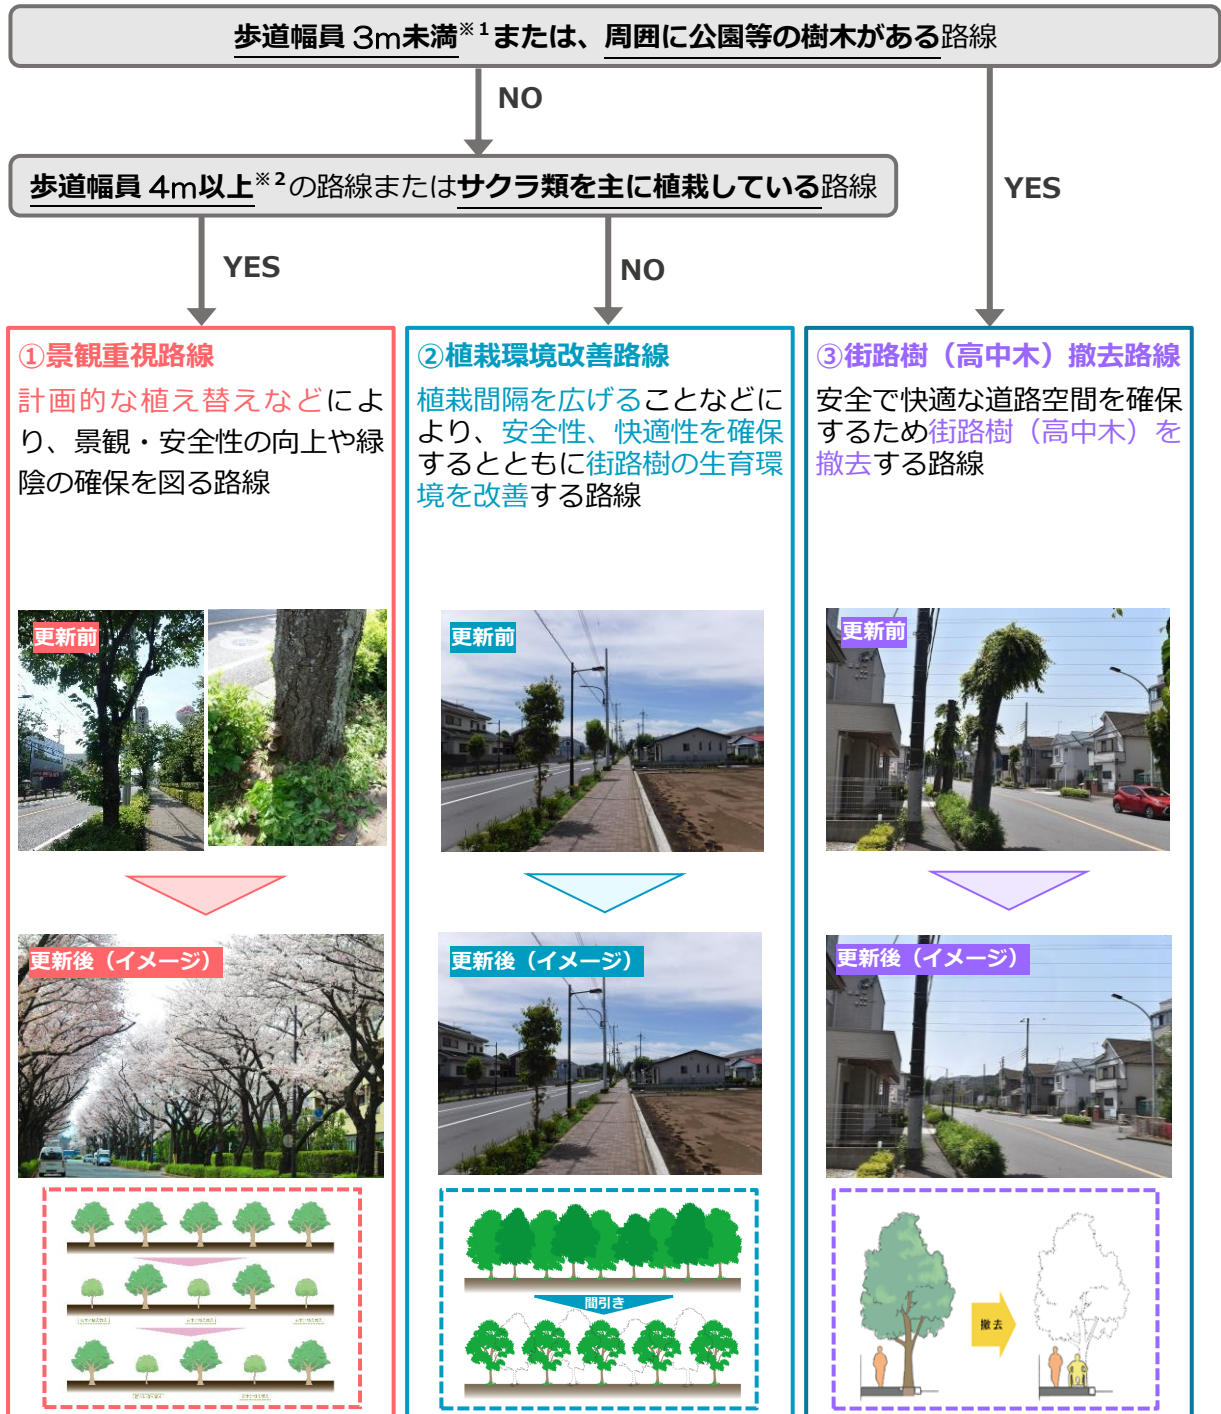 歩道幅員 3m未満※1または、周囲に公園等の樹木がある路線
NO
YES
歩道幅員 4m以上※2の路線またはサクラ類を主に植栽している路線
YES
NO
①景観重視路線
計画的な植え替えなどによ
り、景観・安全性の向上や緑
陰の確保を図る路線
更新前
更新後（イメージ）
②植栽環境改善路線
植栽間隔を広げることなどに
より、安全性、快適性を確保
するとともに街路樹の生育環
境を改善する路線
更新前
更新後（イメージ）
間引き
③街路樹（高中木）撤去路線
安全で快適な道路空間を確保
するため街路樹（高中木）を
撤去する路線
更新前
更新後（イメージ）
撤去